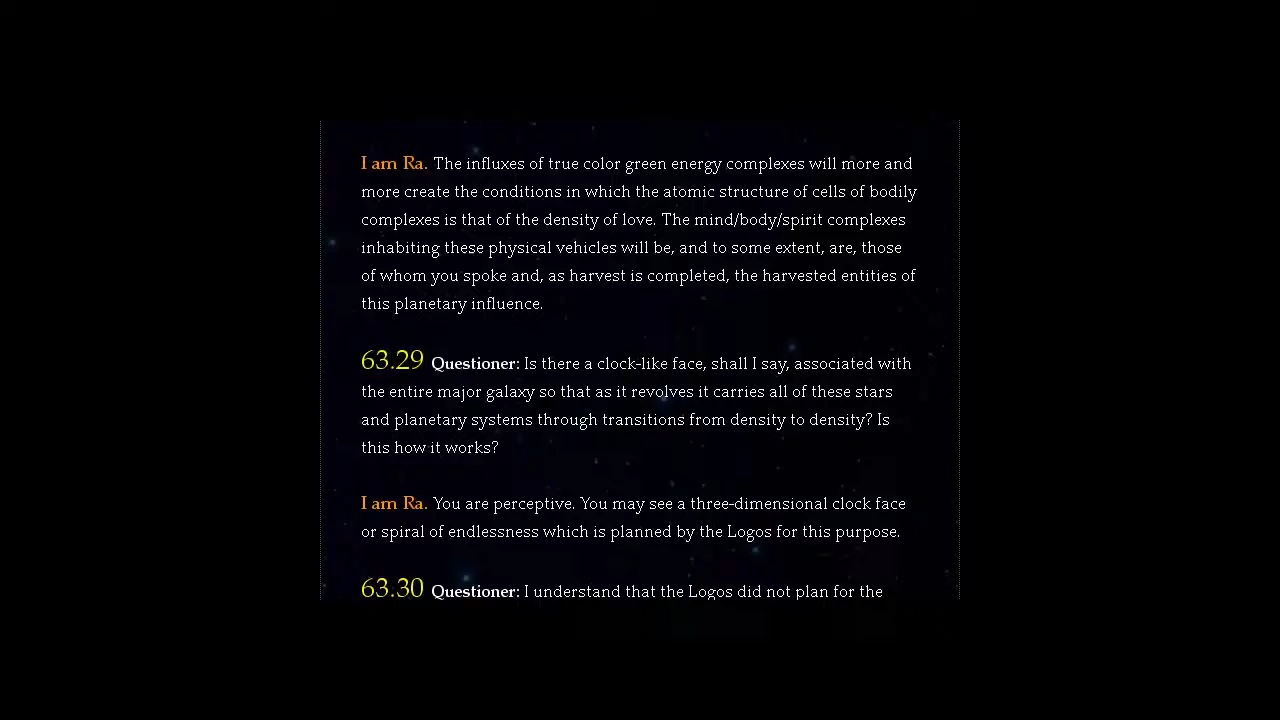 I am Ra. The influxes of true color green energy complexes will more and
more create the conditions in which the atomic structure of cells of bodily
complexes is that of the density of love. The mind/body/spirit complexes
inhabiting these physical vehicles will be, and to some extent, are, those
of whom you spoke and, as harvest is completed, the harvested entities of
this planetary influence.
63.29 Questioner: Is there a clock-like face, shall I say, associated with
the entire major galaxy so that as it revolves it carries all of these stars
and planetary systems through transitions from density to density? Is
this how it works?
I am Ra. You are perceptive. You may see a three-dimensional clock face
or spiral of endlessness which is planned by the Logos for this purpose.
63.30 Questioner: I understand that the Logos did not plan for the